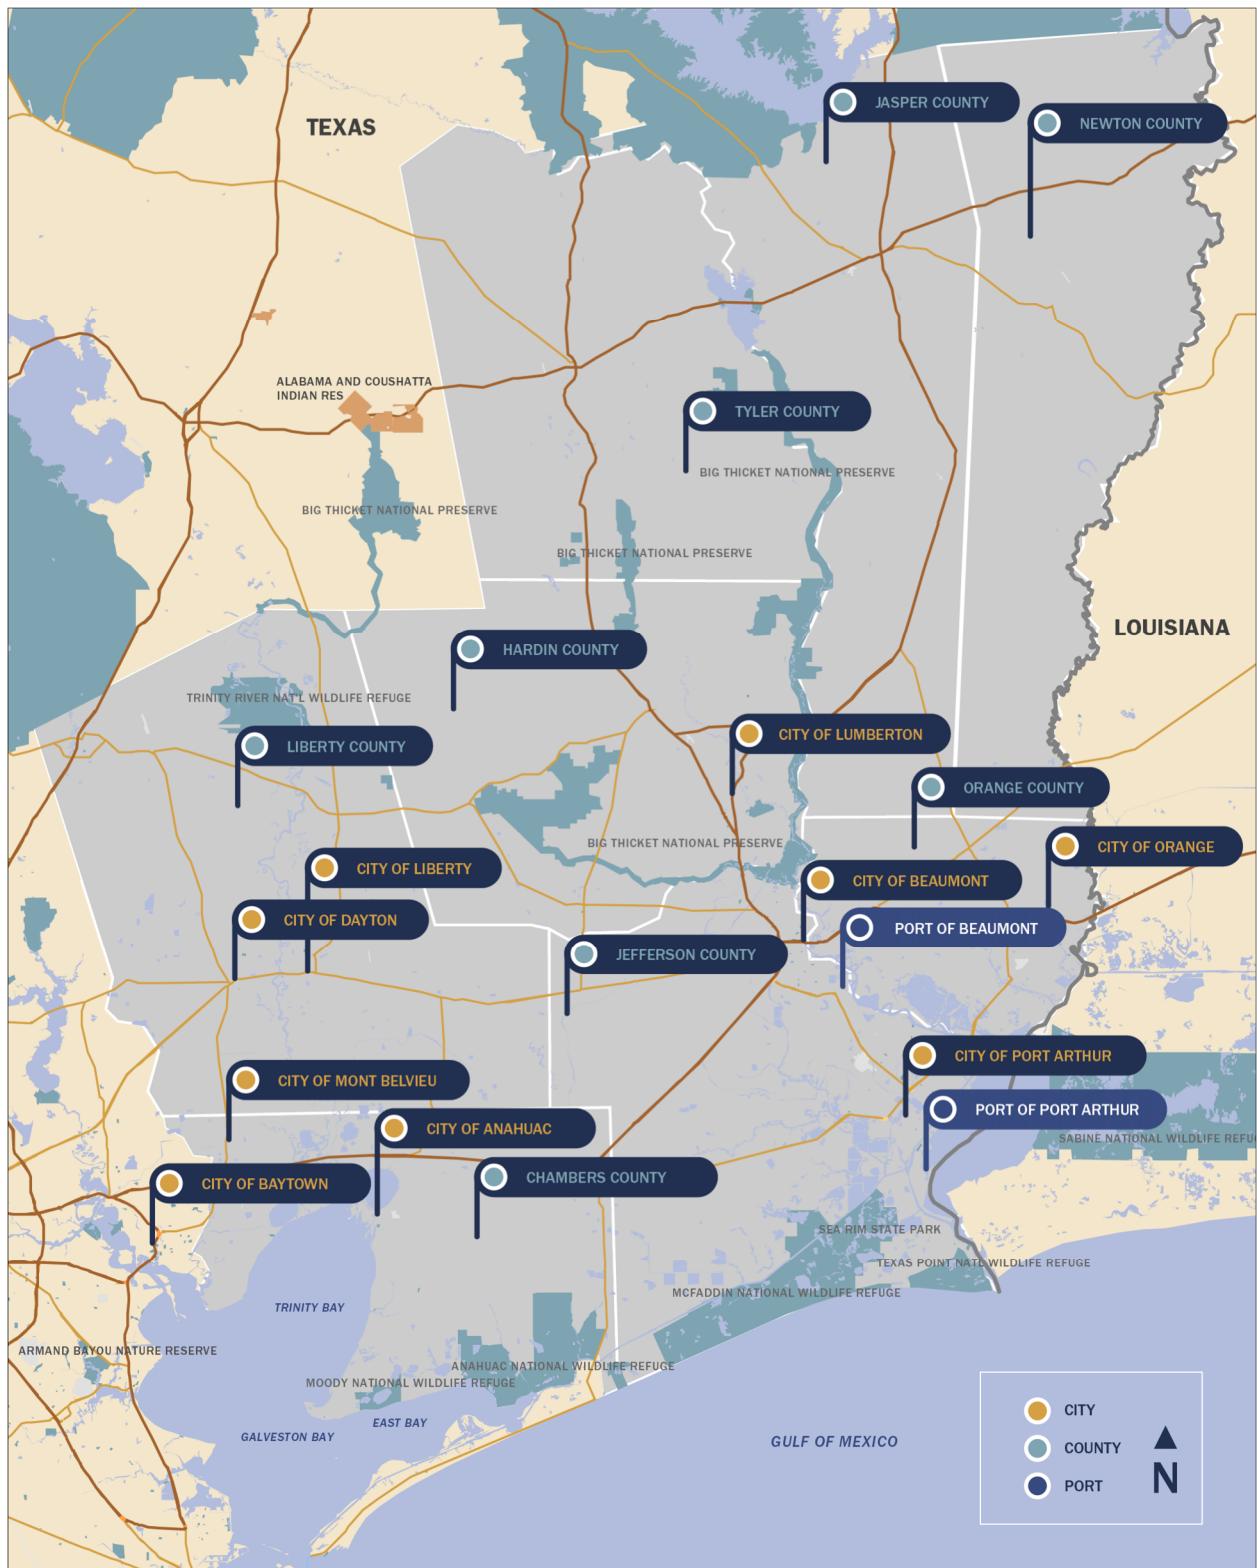 JASPER COUNTY
NEWTON COUNTY
TEXAS
ALABAMA AND COUSHATTA
INDIAN RES
TYLER COUNTY
BIG THICKET NATIONAL PRESERVE
BIG THICKET NATIONAL PRESERVE
BIG THICKET NATIONAL PRESERVE
LOUISIANA
HARDIN COUNTY
TRINITY RIVER NAT'L WILDLIFE REFUGE
CITY OF LUMBERTON
LIBERTY COUNTY
ORANGE COUNTY
BIG THICKET NATIONAL PRESERVE
CITY OF ORANGE
CITY OF LIBERTY
CITY OF BEAUMONT
CITY OF DAYTON
PORT OF BEAUMONT
JEFFERSON COUNTY
CITY OF PORT ARTHUR
CITY OF MONT BELVIEU
PORT OF PORT ARTHUR
CITY OF ANAHUAC
SABINE NATIONAL WILDLIFE REFU
CHAMBERS COUNTY
CITY OF BAYTOWN
SEA RIM STATE PARK
TEXAS POINT NATL WILDLIFE REFUGE
MCFADDIN NATIONAL WILDLIFE REFUGE
TRINITY BAY
ARMAND BAYOU NATURE RESERVE
ANAHUAC NATIONAL WILDLIFE REFUGE
MOODY NATIONAL WILDLIFE REFUGE
EAST BAY
GALVESTON BAY
GULF OF MEXICO
CITY
COUNTY
PORT
N